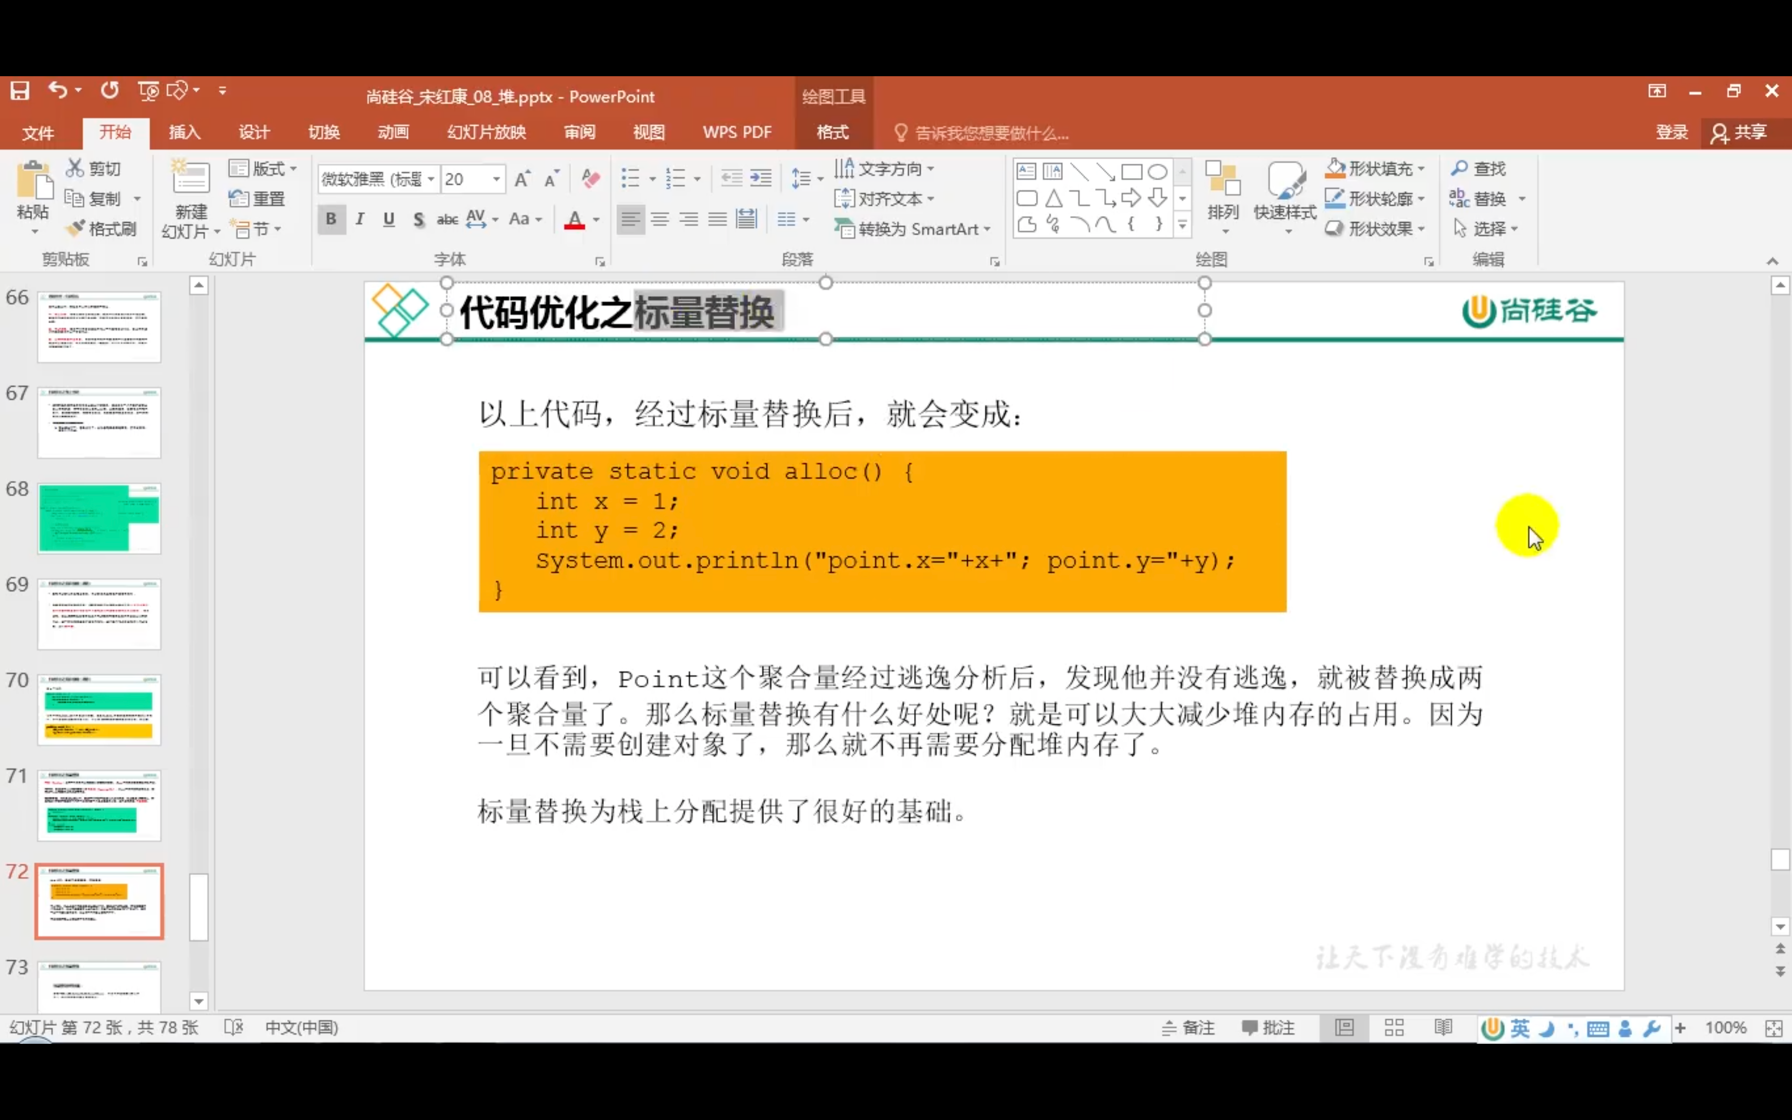 尚硅谷_宋红康_08_堆.pptx - PowerPoint
绘图工具
文件 开始 插入 设计 切换 动画 幻灯片放映 审阅 视图 WPS PDF 格式 告诉我您想要做什么... 登录 共享
粘贴
剪切
复制
格式刷
剪贴板
新建
幻灯片
版式
重置
节
幻灯片
微软雅黑 (标题 20
B I U S abc AV Aa A
字体
文字方向
对齐文本
转换为 SmartArt
段落
排列
快速样式
形状填充
形状轮廓
形状效果
绘图
查找
替换
选择
编辑
66
67
68
69
70
71
72
73
代码优化之标量替换
尚硅谷
以上代码，经过标量替换后，就会变成：
private static void alloc() {
int x = 1;
int y = 2;
System.out.println("point.x="+x+"; point.y="+y);
}
可以看到，Point这个聚合量经过逃逸分析后，发现他并没有逃逸，就被替换成两
个聚合量了。那么标量替换有什么好处呢？就是可以大大减少堆内存的占用。因为
一旦不需要创建对象了，那么就不再需要分配堆内存了。
标量替换为栈上分配提供了很好的基础。
让天下没有难学的技术
幻灯片 第 72 张，共 78 张 中文(中国) 备注 批注 英 100%